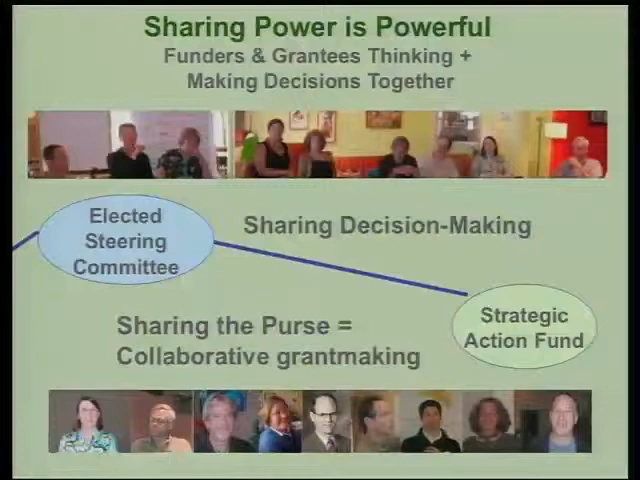 Sharing Power is Powerful
Funders & Grantees Thinking +
Making Decisions Together
Elected
Steering
Committee
Sharing Decision-Making
Strategic
Action Fund
Sharing the Purse =
Collaborative grantmaking